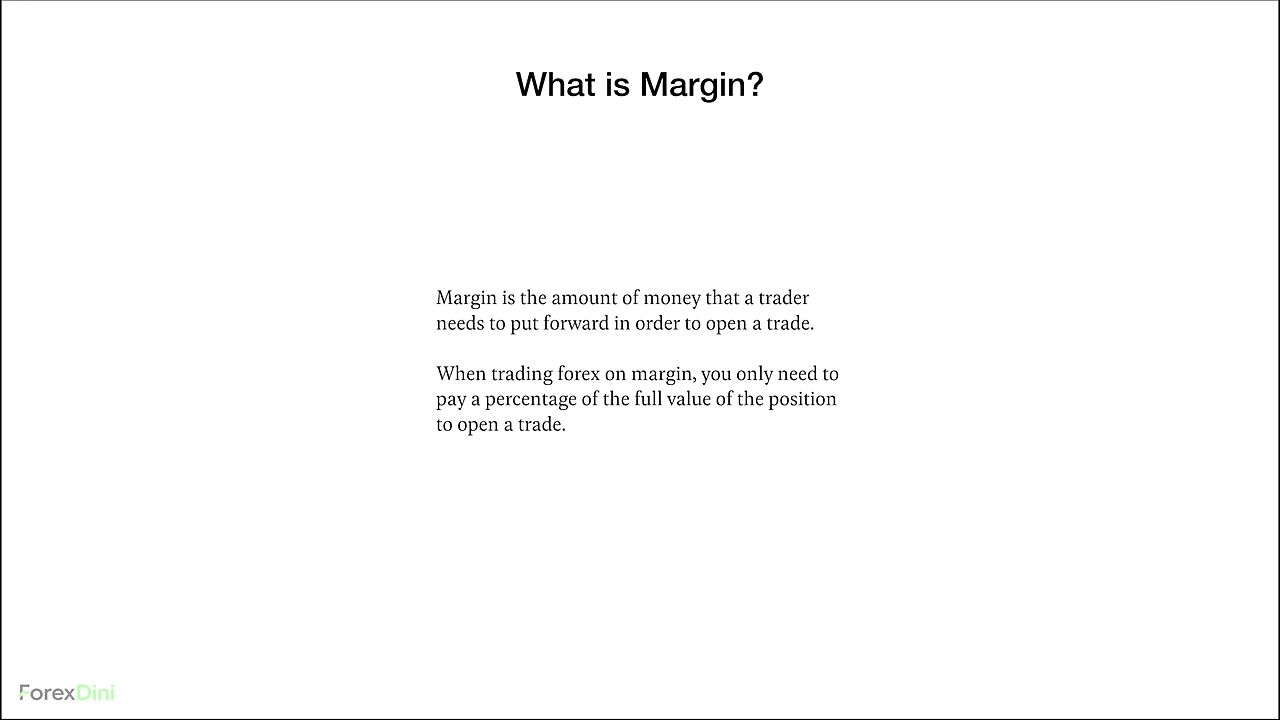 What is Margin?
Margin is the amount of money that a trader
needs to put forward in order to open a trade.
When trading forex on margin, you only need to
pay a percentage of the full value of the position
to open a trade.
ForexDini